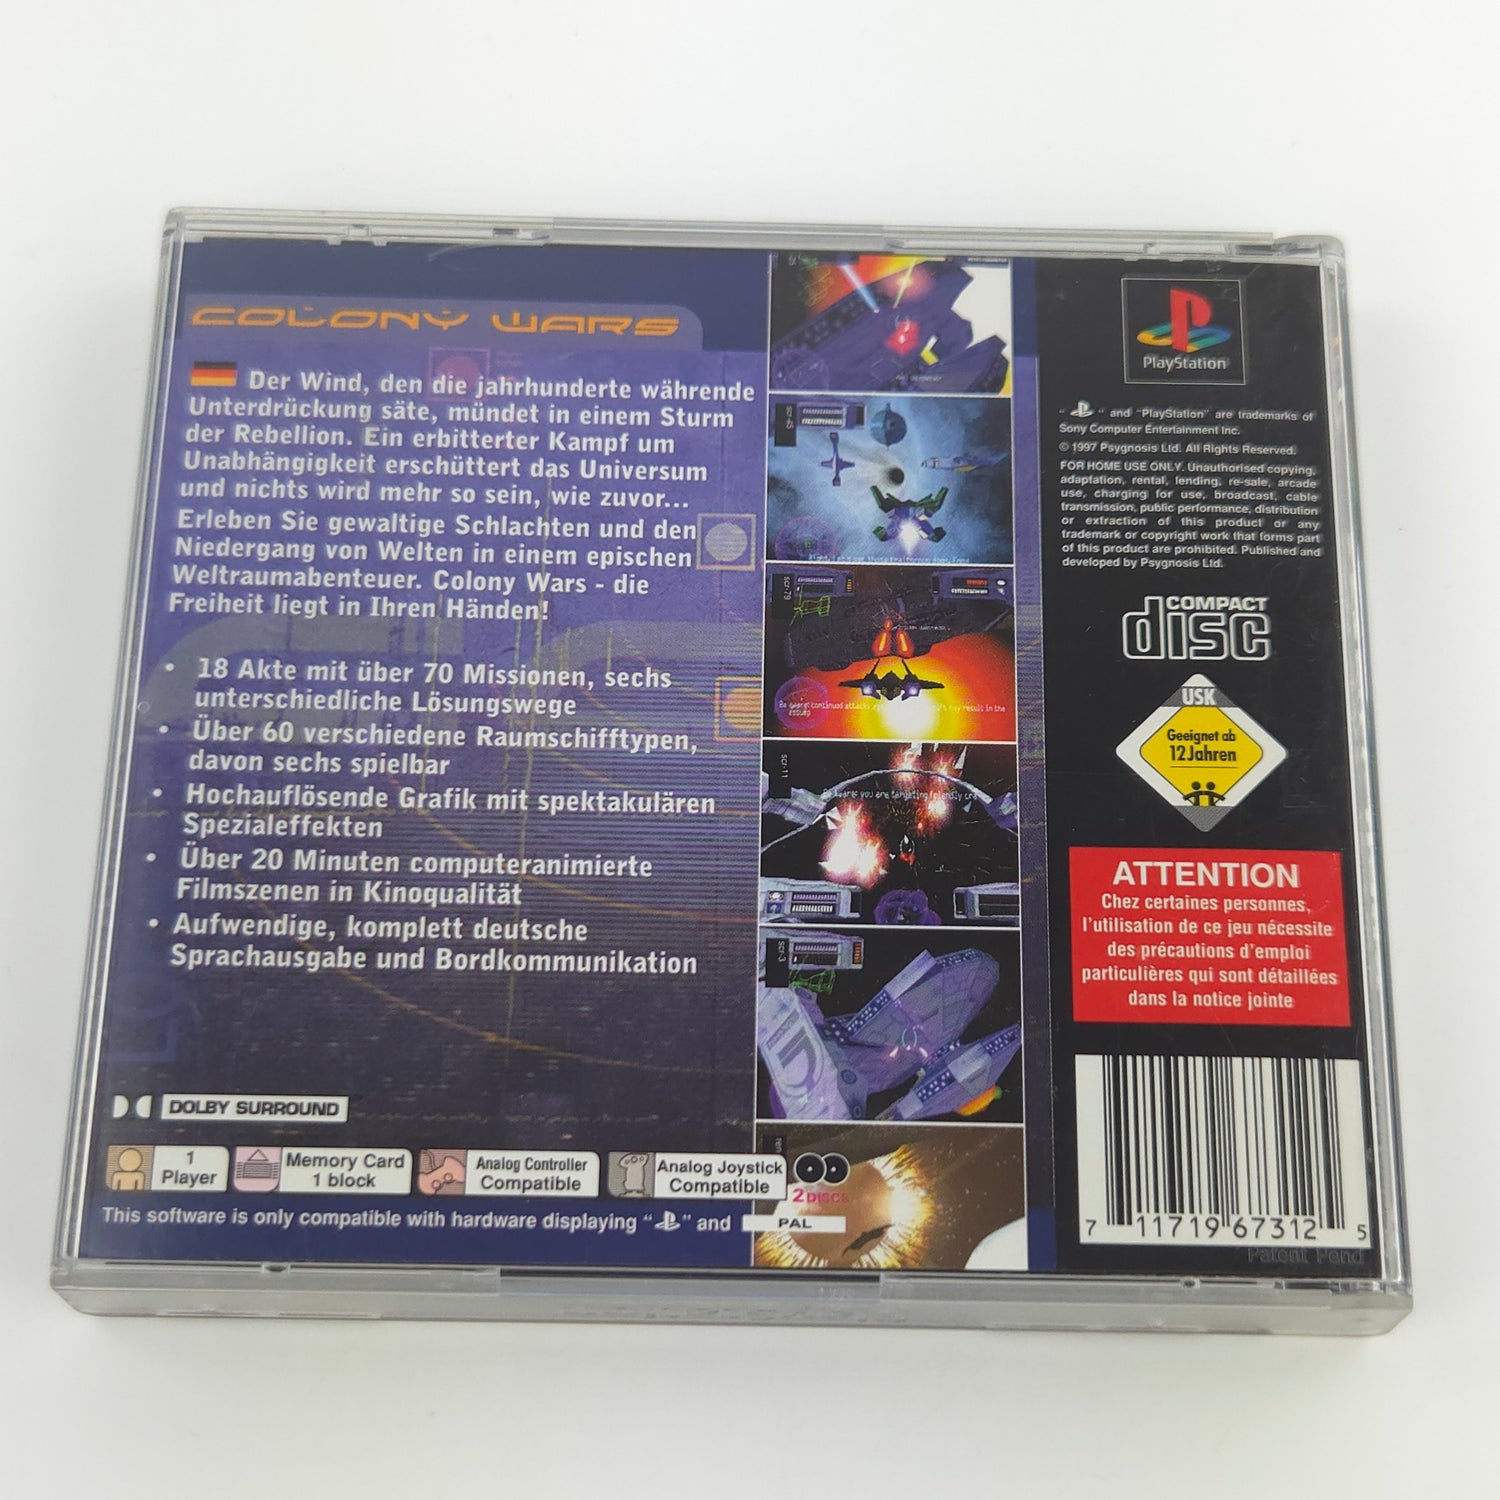 COLONY WARS
Der Wind, den die jahrhunderte währende
Unterdrückung säte, mündet in einem Sturm
der Rebellion. Ein erbitterter Kampf um
Unabhängigkeit erschüttert das Universum
und nichts wird mehr so sein, wie zuvor...
Erleben Sie gewaltige Schlachten und den
Niedergang von Welten in einem epischen
Weltraumabenteuer. Colony Wars - die
Freiheit liegt in Ihren Händen!
• 18 Akte mit über 70 Missionen, sechs
unterschiedliche Lösungswege
• Über 60 verschiedene Raumschifftypen,
davon sechs spielbar
• Hochauflösende Grafik mit spektakulären
Spezialeffekten
• Über 20 Minuten computeranimierte
Filmszenen in Kinoqualität
• Aufwendige, komplett deutsche
Sprachausgabe und Bordkommunikation
DOLBY SURROUND
1
Player
Memory Card
1 block
Analog Controller
Compatible
Analog Joystick
Compatible
2 DISCS
This software is only compatible with hardware displaying “ ” and PAL
scr-79
scr-11
scr-3
you are targeting friendly
PlayStation
“ ” and “PlayStation” are trademarks of
Sony Computer Entertainment Inc.
© 1997 Psygnosis Ltd. All Rights Reserved.
FOR HOME USE ONLY. Unauthorised copying,
adaptation, rental, lending, re-sale, arcade
use, charging for use, broadcast, cable
transmission, public performance, distribution
or extraction of this product or any
trademark or copyright work that forms part
of this product are prohibited. Published and
developed by Psygnosis Ltd.
COMPACT
disc
USK
Geeignet ab
12 Jahren
ATTENTION
Chez certaines personnes,
l'utilisation de ce jeu nécessite
des précautions d'emploi
particulières qui sont détaillées
dans la notice jointe
7 11719 67312 5
Patent Pend